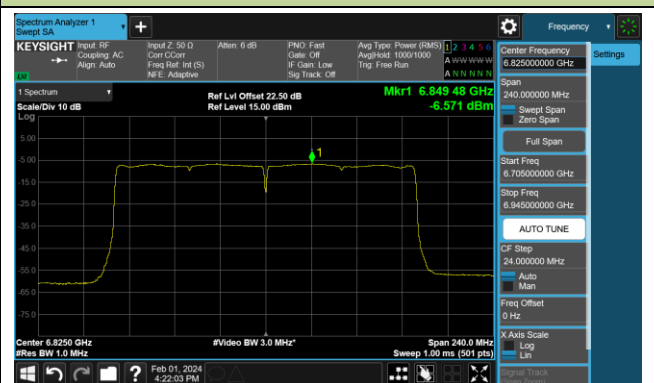 Spectrum Analyzer 1
Swept SA
Frequency
KEYSIGHT
Input: RF
Coupling: AC
Align: Auto
Input Z: 50 Ω
Corr CCorr
Freq Ref: Int (S)
NFE: Adaptive
Atten: 6 dB
PNO: Fast
Gate: Off
IF Gain: Low
Sig Track: Off
Avg Type: Power (RMS)
Avg|Hold: 1000/1000
Trig: Free Run
1 2 3 4 5 6
A W W W W W
A N N N N N
1 Spectrum
Scale/Div 10 dB
Log
Ref Lvl Offset 22.50 dB
Ref Level 15.00 dBm
Mkr1 6.849 48 GHz
-6.571 dBm
5.00
-5.00
-15.0
-25.0
-35.0
-45.0
-55.0
-65.0
-75.0
1
Center 6.8250 GHz
#Res BW 1.0 MHz
#Video BW 3.0 MHz*
Span 240.0 MHz
Sweep 1.00 ms (501 pts)
Center Frequency
6.825000000 GHz
Settings
Span
240.000000 MHz
Swept Span
Zero Span
Full Span
Start Freq
6.705000000 GHz
Stop Freq
6.945000000 GHz
AUTO TUNE
CF Step
24.000000 MHz
Auto
Man
Freq Offset
0 Hz
X Axis Scale
Log
Lin
Signal Track
Feb 01, 2024
4:22:03 PM